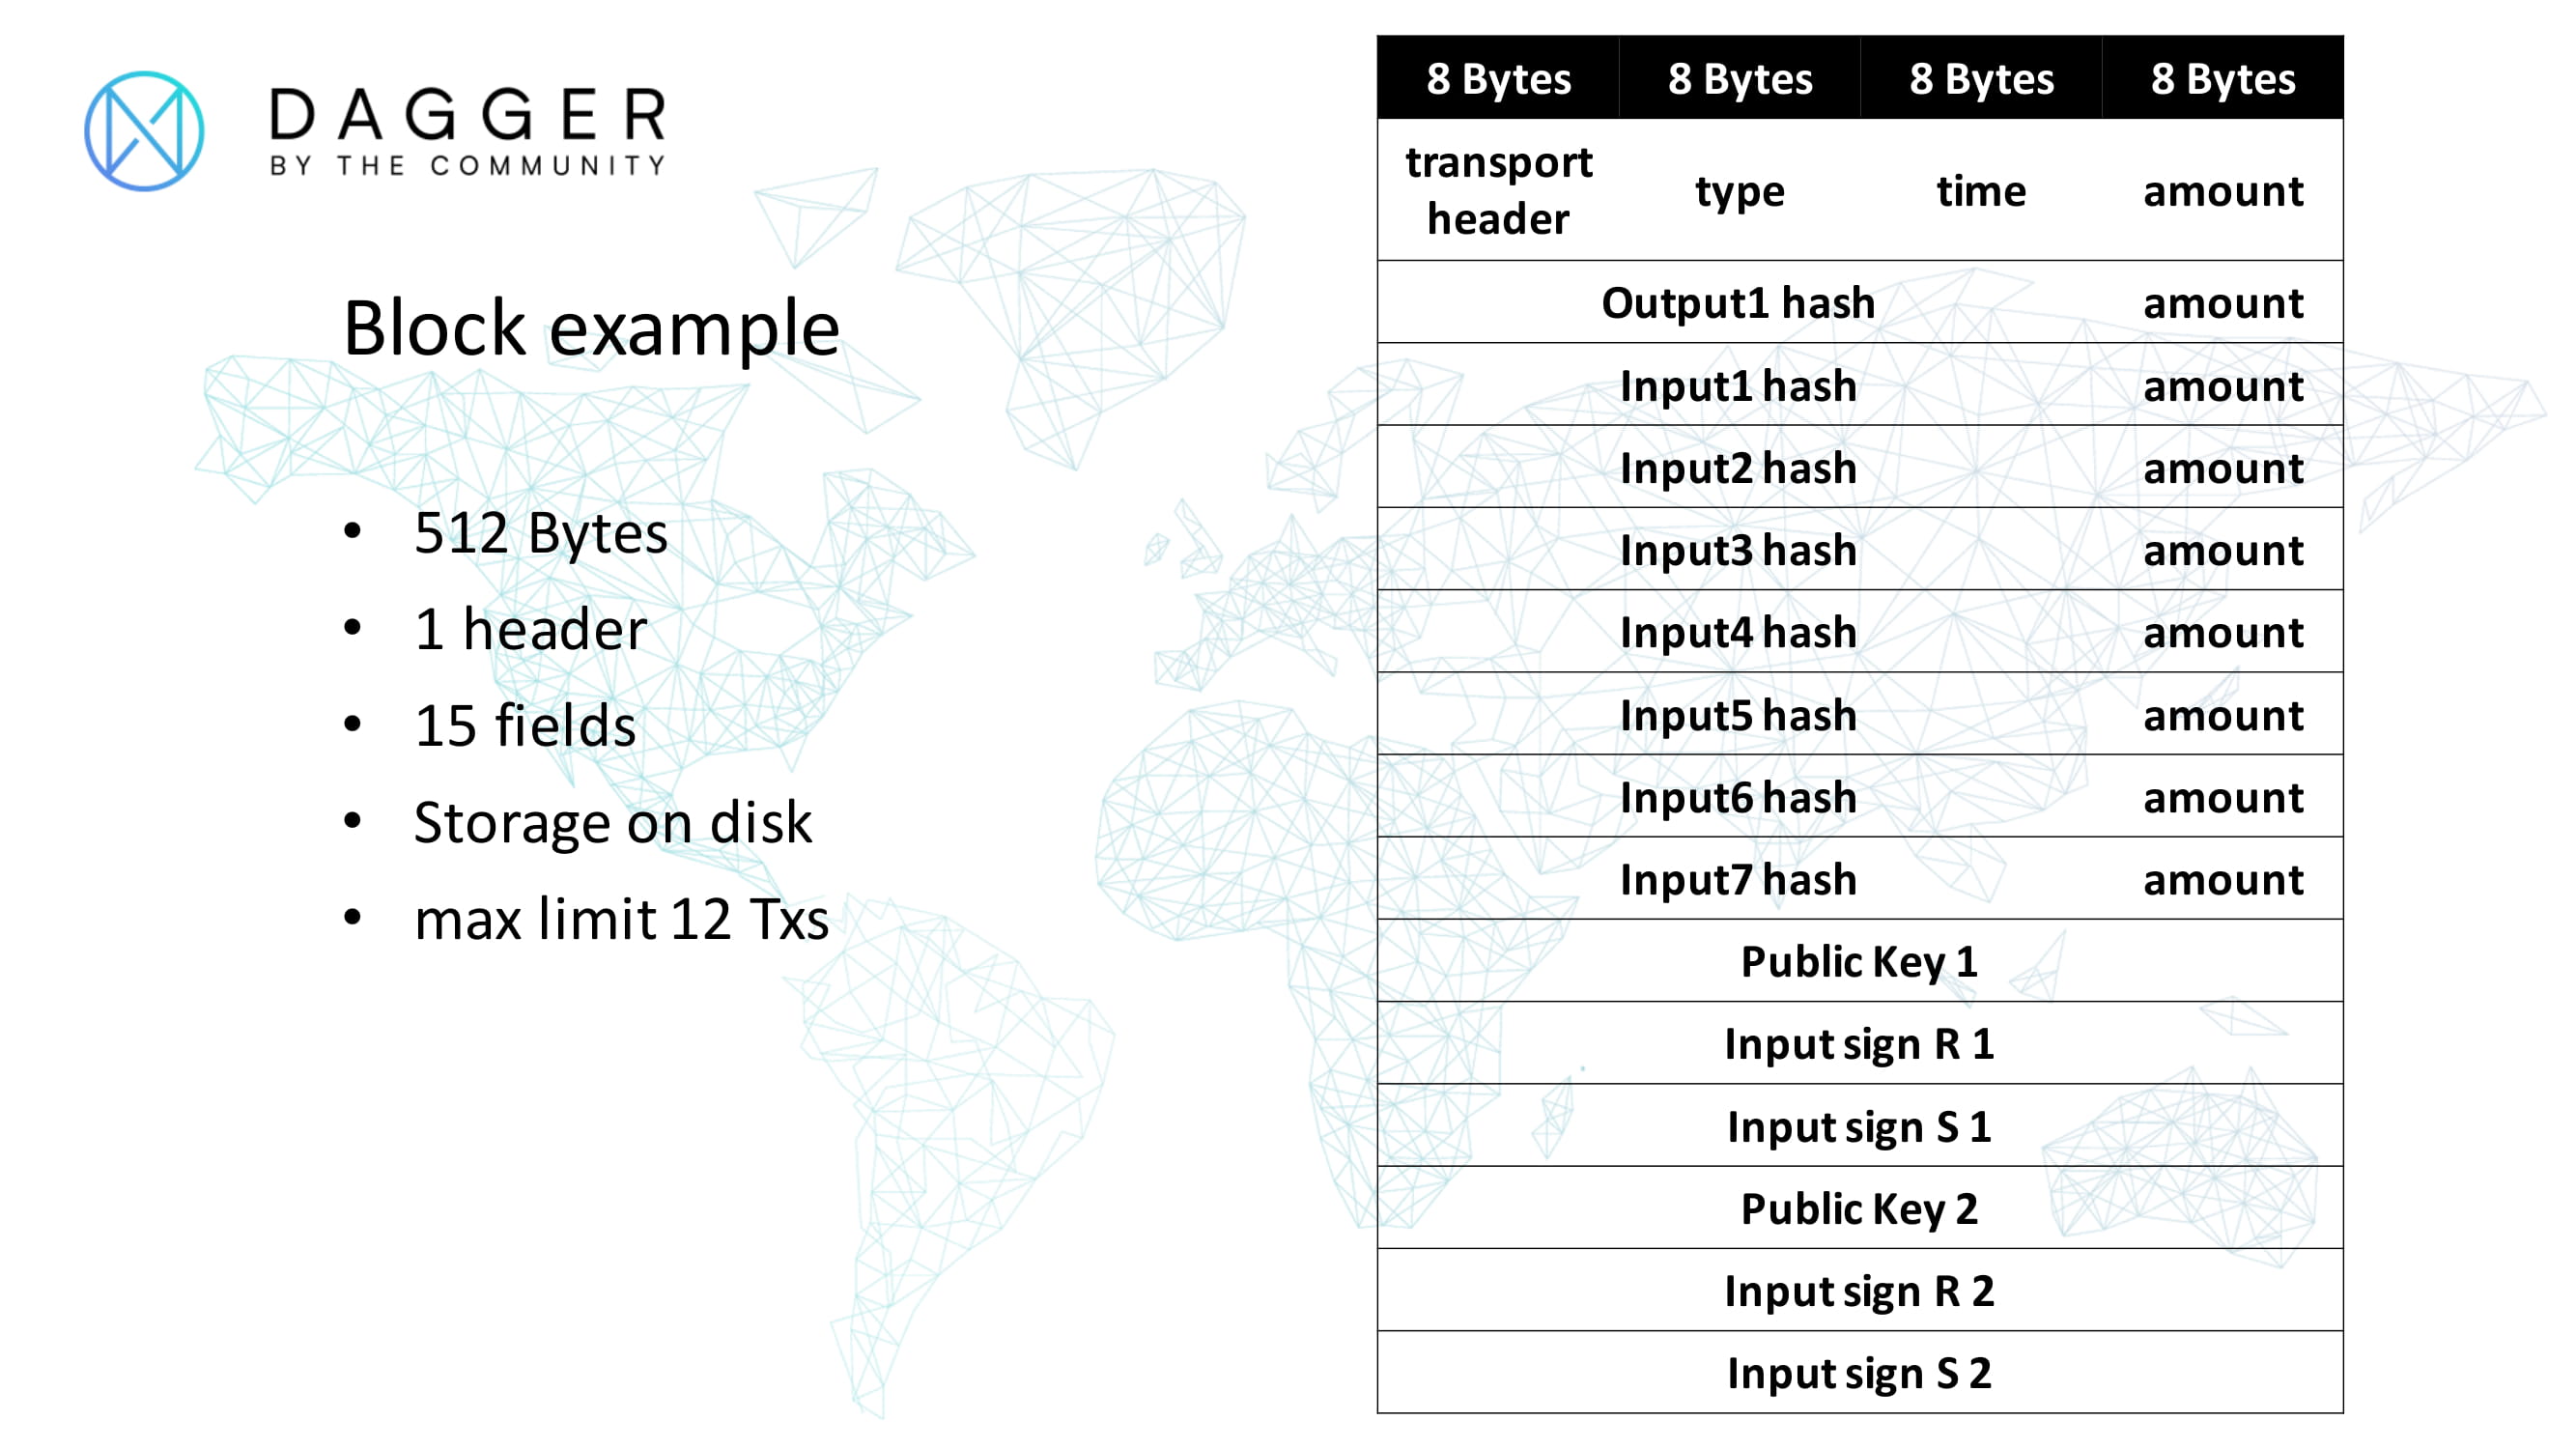 DAGGER
BY THE COMMUNITY
Block example
• 512 Bytes
• 1 header
• 15 fields
• Storage on disk
• max limit 12 Txs
8 Bytes 8 Bytes 8 Bytes 8 Bytes
transport header type time amount
Output1 hash amount
Input1 hash amount
Input2 hash amount
Input3 hash amount
Input4 hash amount
Input5 hash amount
Input6 hash amount
Input7 hash amount
Public Key 1
Input sign R 1
Input sign S 1
Public Key 2
Input sign R 2
Input sign S 2